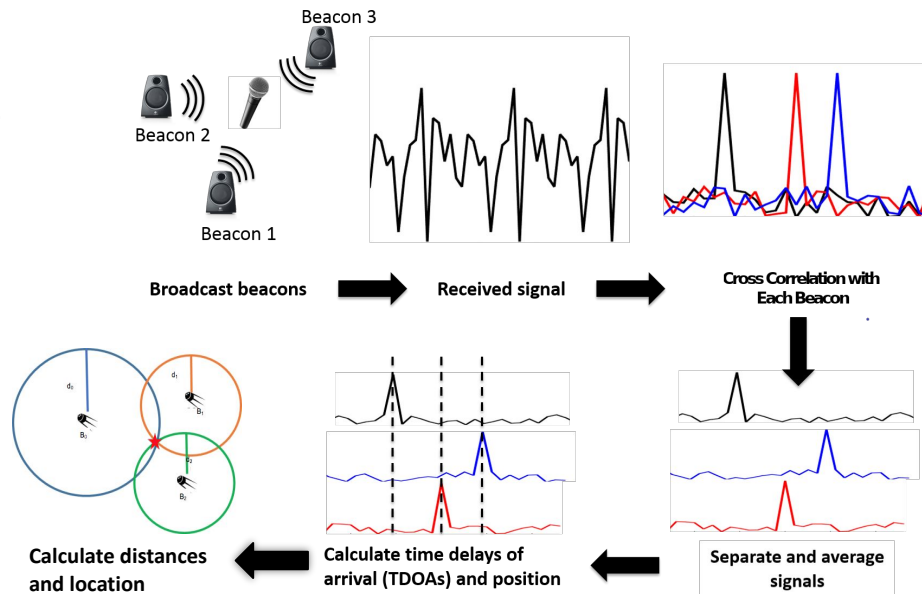 Beacon 3
Beacon 2
Beacon 1
Broadcast beacons
Received signal
Cross Correlation with
Each Beacon
d₀
B₀
d₁
B₁
d₂
B₂
Calculate distances
and location
Calculate time delays of
arrival (TDOAs) and position
Separate and average
signals